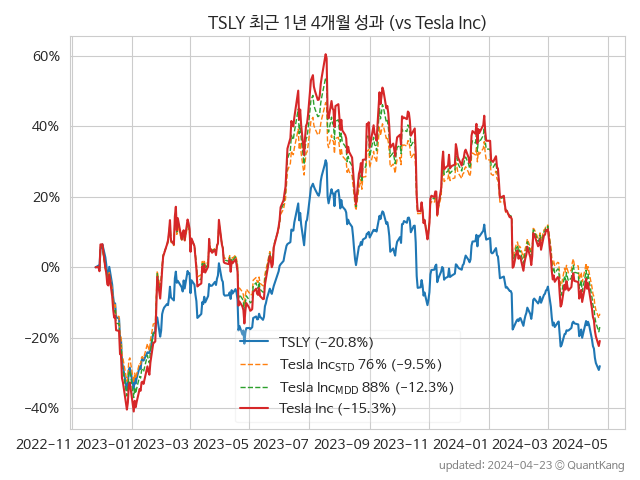 TSLY 최근 1년 4개월 성과 (vs Tesla Inc)
60%
40%
20%
0%
−20%
−40%
TSLY (−20.8%)
Tesla Inc_STD 76% (−9.5%)
Tesla Inc_MDD 88% (−12.3%)
Tesla Inc (−15.3%)
2022−11 2023−01 2023−03 2023−05 2023−07 2023−09 2023−11 2024−01 2024−03 2024−05
updated: 2024-04-23 ⓒ QuantKang